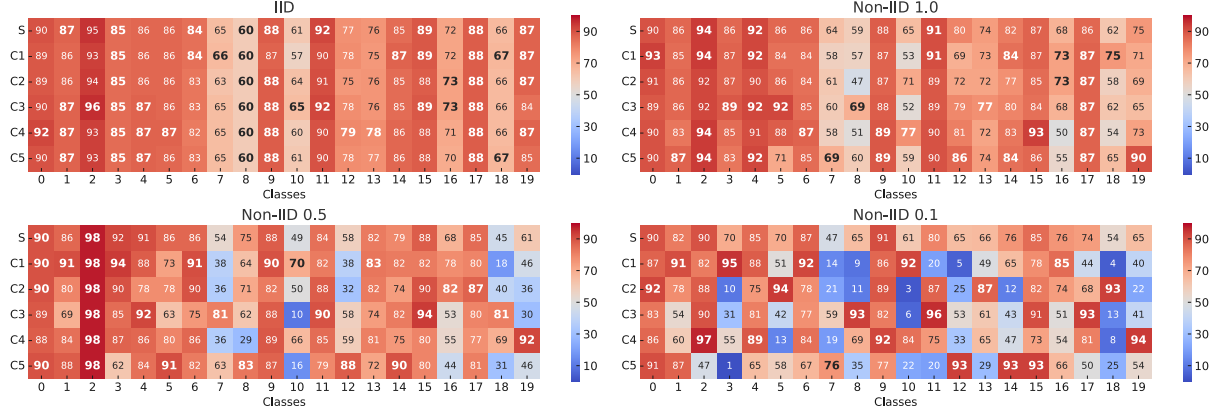 IID
S 90 87 95 85 86 86 84 65 60 88 61 92 77 76 85 89 72 88 66 87
C1 89 86 93 85 86 86 84 66 60 87 57 90 76 75 87 89 72 88 67 87
C2 89 86 94 85 86 86 83 65 60 88 60 91 75 76 85 88 73 88 66 87
C3 90 87 96 85 87 86 83 65 60 88 65 92 78 76 85 89 73 88 66 84
C4 92 87 93 85 87 87 82 65 60 88 60 90 79 78 86 88 71 88 66 86
C5 90 87 93 85 87 86 83 65 60 88 61 90 78 77 86 88 70 88 67 85
0 1 2 3 4 5 6 7 8 9 10 11 12 13 14 15 16 17 18 19
Classes
90
70
50
30
10
Non-IID 1.0
S 90 86 94 86 92 86 86 64 59 88 65 91 80 74 82 87 68 86 62 75
C1 93 85 94 87 92 87 85 58 57 87 53 91 69 78 84 87 73 87 75 71
C2 91 86 92 87 90 87 86 62 47 87 71 89 72 72 77 85 73 87 58 69
C3 89 86 92 89 92 92 86 68 69 88 52 89 79 77 80 84 68 87 62 65
C4 90 83 94 85 91 88 87 58 51 89 77 90 81 72 78 93 50 87 54 73
C5 90 87 94 83 92 71 85 69 60 89 59 90 86 74 84 86 55 87 65 90
0 1 2 3 4 5 6 7 8 9 10 11 12 13 14 15 16 17 18 19
Classes
90
70
50
30
10
Non-IID 0.5
S 90 86 98 92 91 86 86 54 75 88 49 84 58 82 79 88 68 85 45 61
C1 90 91 98 94 88 73 91 38 64 90 70 82 38 83 82 82 78 80 18 46
C2 90 80 98 90 78 78 90 36 71 82 50 88 32 82 74 90 82 87 40 36
C3 89 69 98 84 92 63 75 81 62 88 10 90 58 82 85 94 53 80 81 30
C4 88 84 98 87 86 80 86 36 29 89 66 85 59 81 75 80 55 77 69 92
C5 90 88 98 62 84 91 82 63 83 87 16 79 88 72 90 80 44 81 31 46
0 1 2 3 4 5 6 7 8 9 10 11 12 13 14 15 16 17 18 19
Classes
90
70
50
30
10
Non-IID 0.1
S 90 82 90 70 85 70 87 47 65 91 61 80 65 66 76 85 76 74 54 65
C1 87 91 82 95 88 51 92 14 9 90 92 20 5 49 65 76 85 44 4 40
C2 92 78 88 10 75 94 78 21 11 89 3 87 25 87 12 82 74 68 93 22
C3 83 54 90 31 81 42 72 58 93 82 6 96 53 61 43 91 51 93 13 41
C4 86 60 97 55 89 13 84 19 69 92 84 72 53 65 47 73 54 81 8 94
C5 91 87 47 1 65 58 67 76 35 77 22 20 93 29 93 93 66 50 25 54
0 1 2 3 4 5 6 7 8 9 10 11 12 13 14 15 16 17 18 19
Classes
90
70
50
30
10